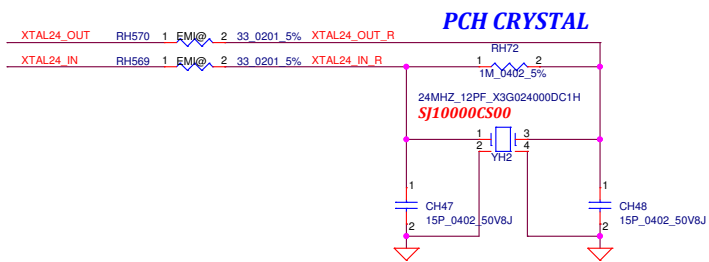 PCH CRYSTAL
XTAL24_OUT RH570 1 EMI@ 2 33_0201_5% XTAL24_OUT_R
RH72
XTAL24_IN RH569 1 EMI@ 2 33_0201_5% XTAL24_IN_R 1 2
1M_0402_5%
24MHZ_12PF_X3G024000DC1H
SJ10000CS00
1 3
2 4
YH2
1 1
CH47 CH48
15P_0402_50V8J 15P_0402_50V8J
2 2